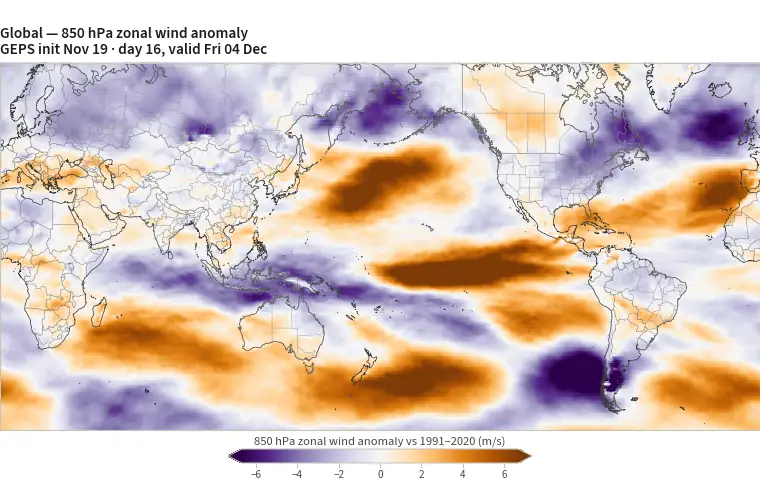 Global — 850 hPa zonal wind anomaly
GEPS init Nov 19 · day 16, valid Fri 04 Dec
850 hPa zonal wind anomaly vs 1991–2020 (m/s)
−6 −4 −2 0 2 4 6